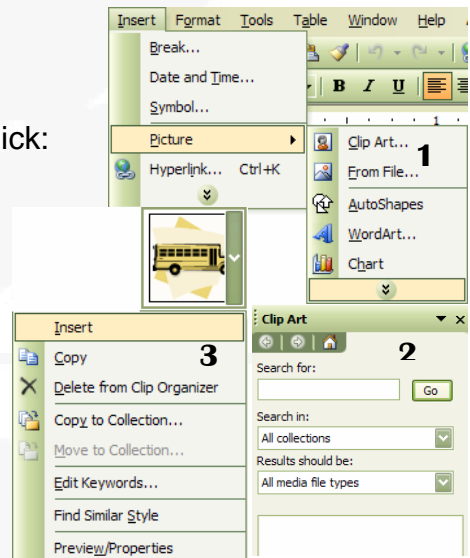 Insert Format Tools Table Window Help
Break...
Date and Time...
Symbol...
Picture
Hyperlink... Ctrl+K
B I U
1
ick:
Clip Art...
1
From File...
AutoShapes
WordArt...
Chart
Insert
3
Copy
Delete from Clip Organizer
Copy to Collection...
Move to Collection...
Edit Keywords...
Find Similar Style
Preview/Properties
Clip Art
2
Search for:
Go
Search in:
All collections
Results should be:
All media file types